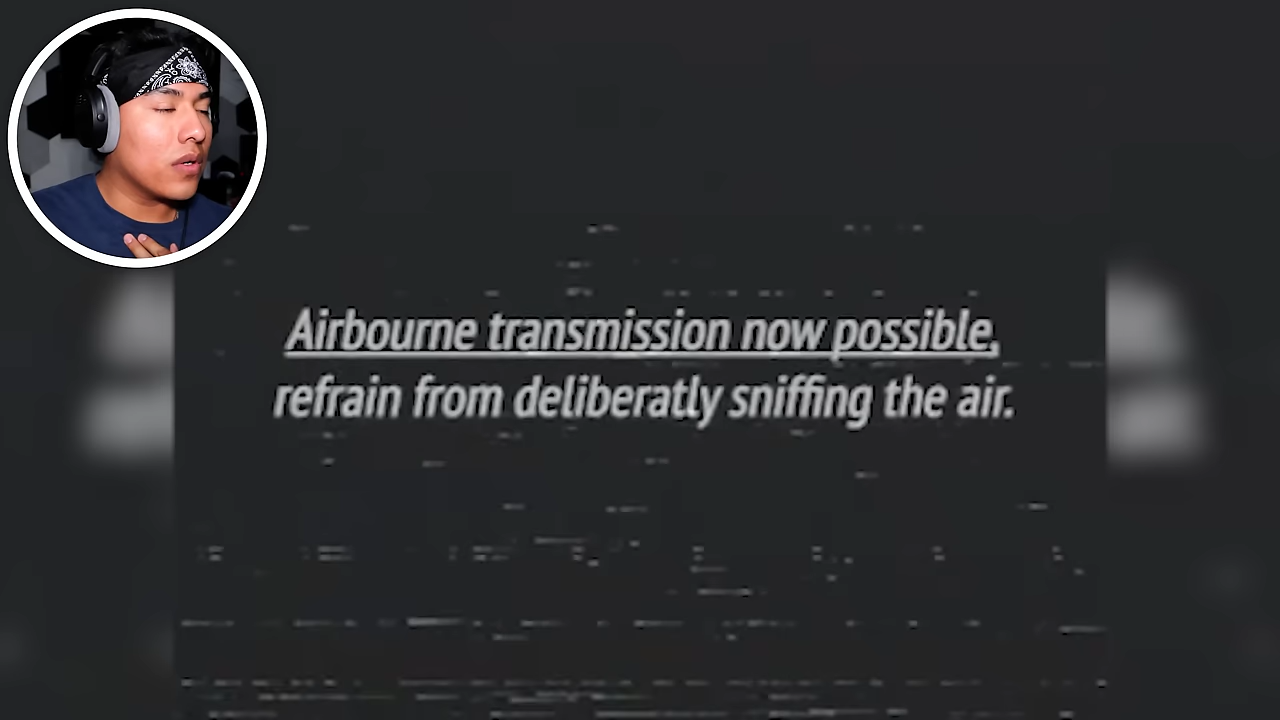 Airbourne transmission now possible,
refrain from deliberatly sniffing the air.